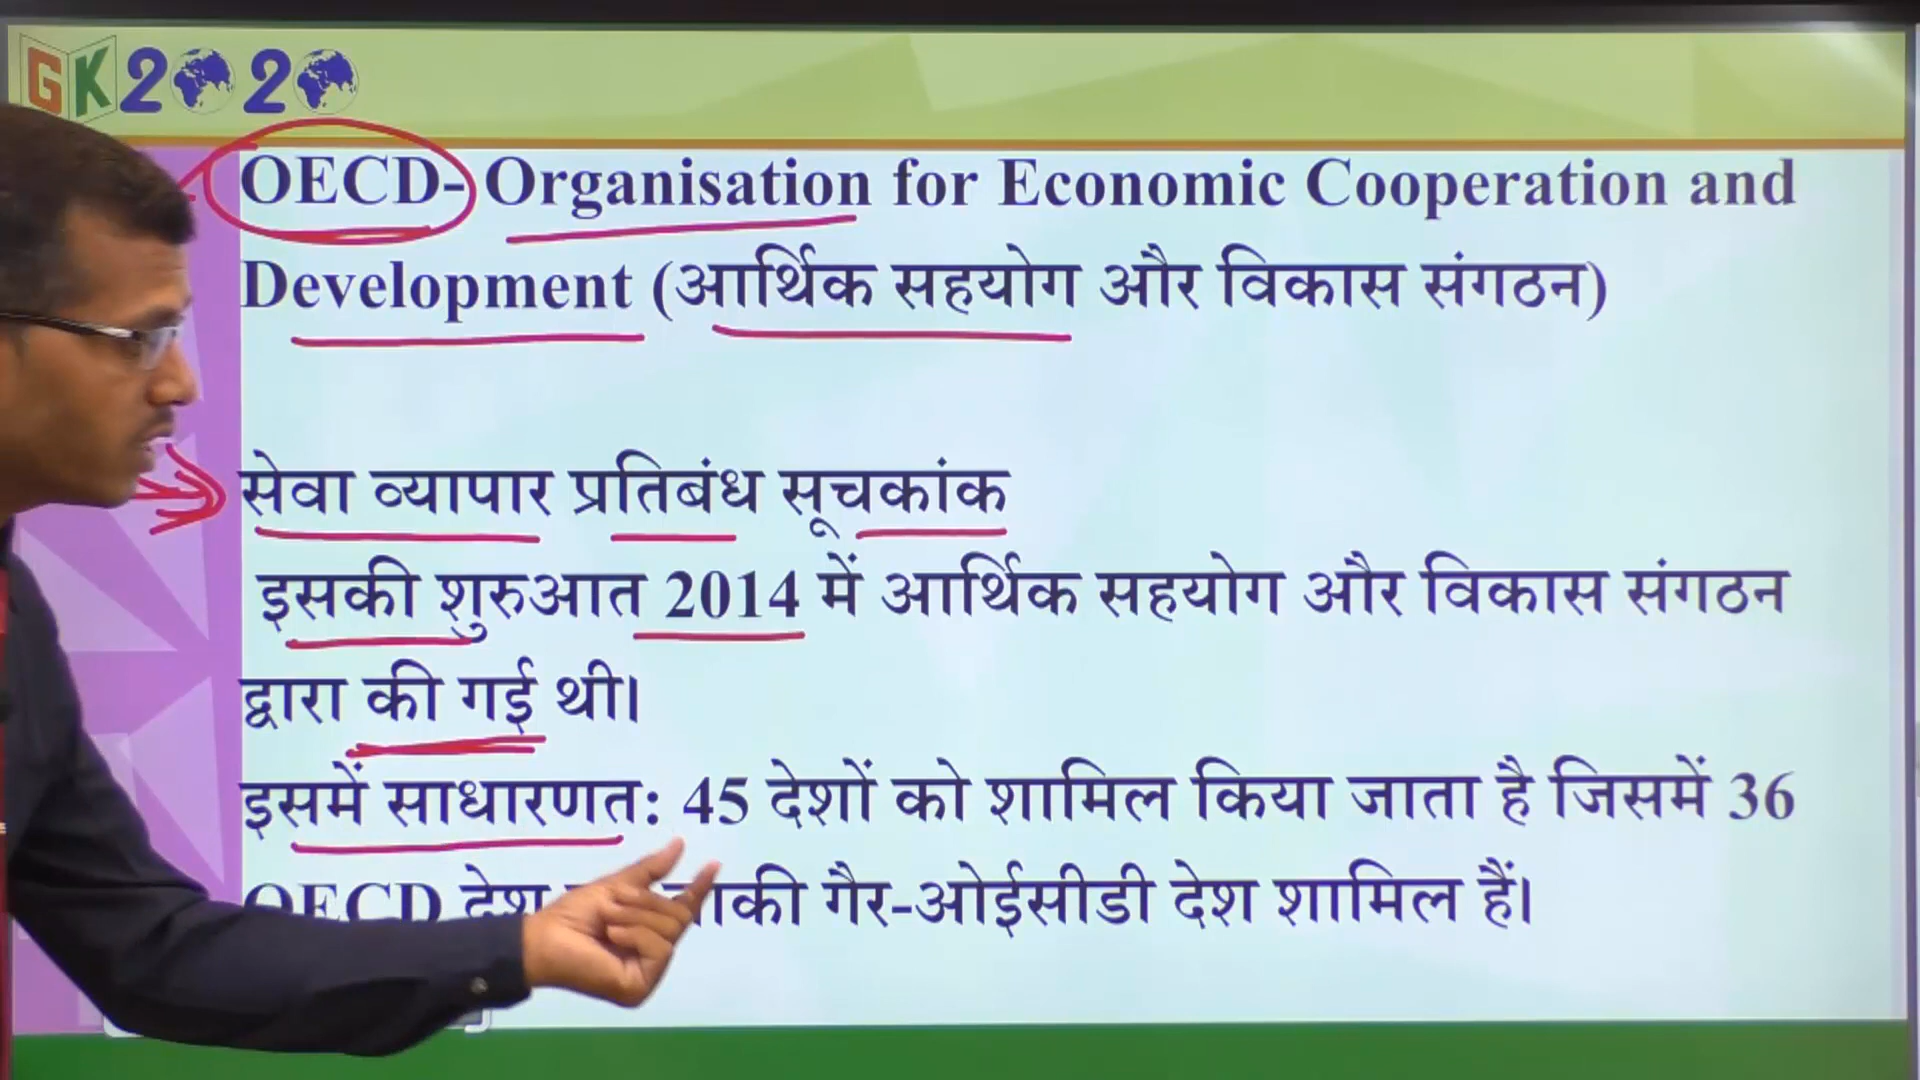 GK2020
OECD- Organisation for Economic Cooperation and
Development (आर्थिक सहयोग और विकास संगठन)
सेवा व्यापार प्रतिबंध सूचकांक
इसकी शुरुआत 2014 में आर्थिक सहयोग और विकास संगठन
द्वारा की गई थी।
इसमें साधारणत: 45 देशों को शामिल किया जाता है जिसमें 36
OECD देश गैर-ओईसीडी देश शामिल हैं।